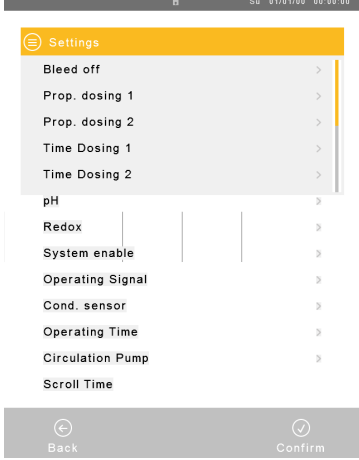 Su 01/01/00 00:00:00
Settings
Bleed off
Prop. dosing 1
Prop. dosing 2
Time Dosing 1
Time Dosing 2
pH
Redox
System enable
Operating Signal
Cond. sensor
Operating Time
Circulation Pump
Scroll Time
Back Confirm